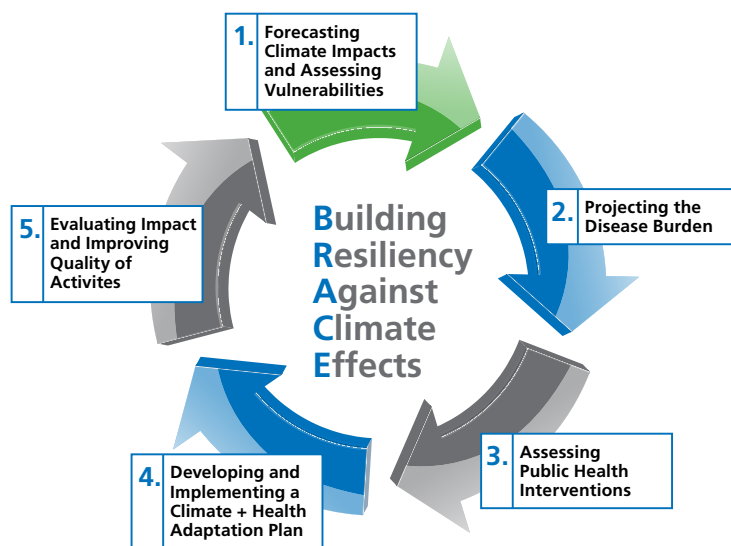 1. Forecasting
Climate Impacts
and Assessing
Vulnerabilities
2. Projecting the
Disease Burden
3. Assessing
Public Health
Interventions
4. Developing and
Implementing a
Climate + Health
Adaptation Plan
5. Evaluating Impact
and Improving
Quality of
Activites
Building
Resiliency
Against
Climate
Effects